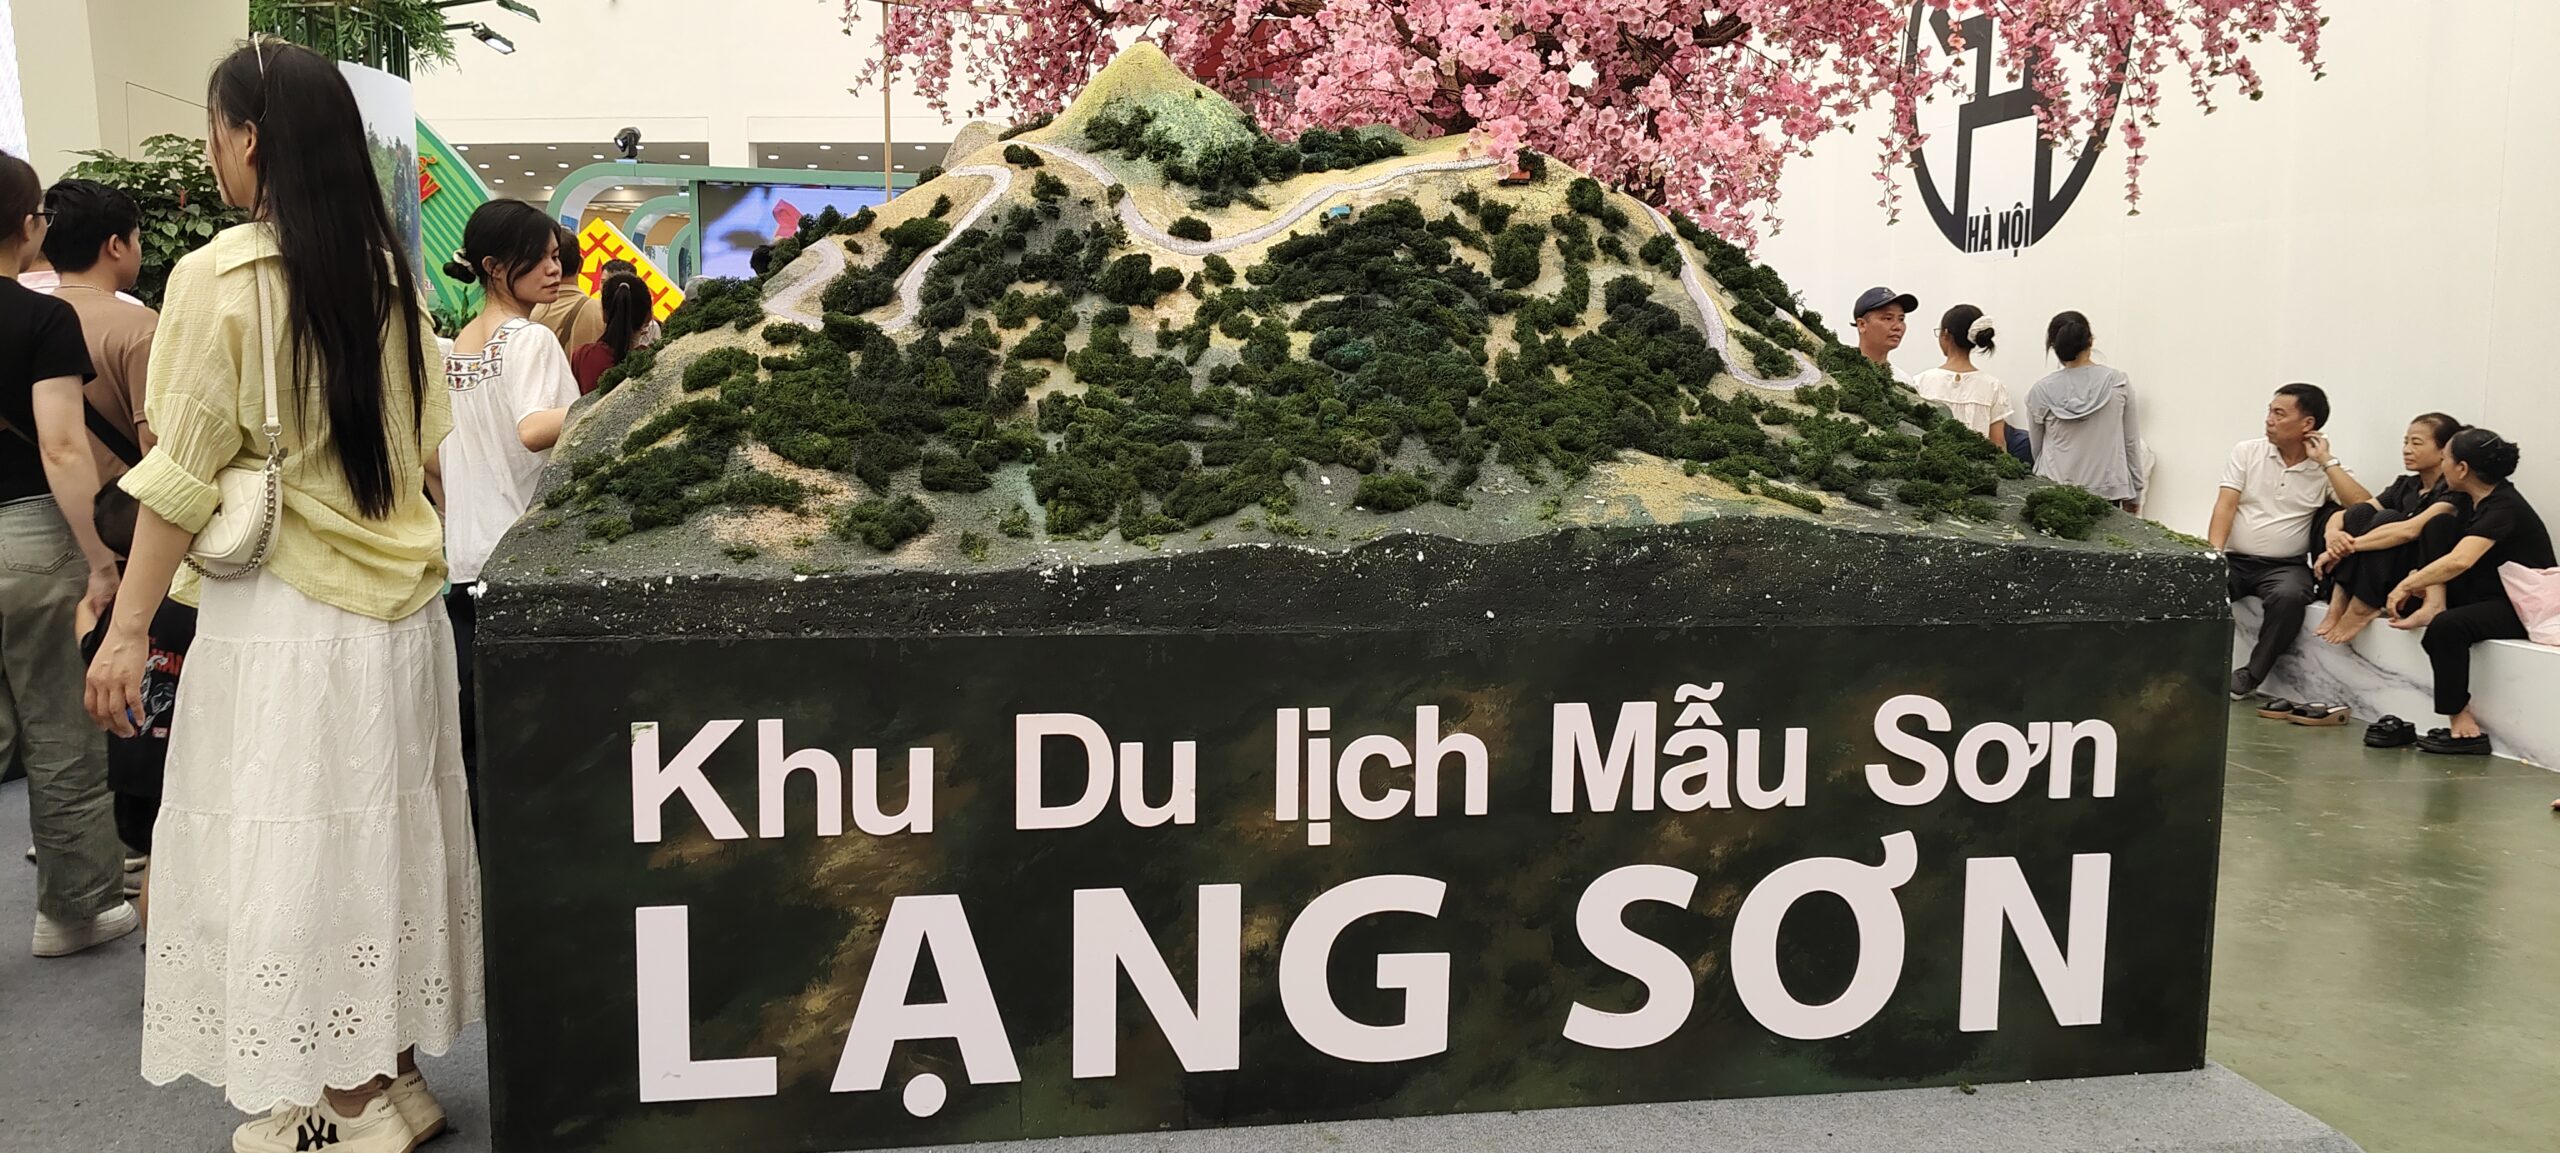 HÀ NỘI
Khu Du lịch Mẫu Sơn
LẠNG SƠN